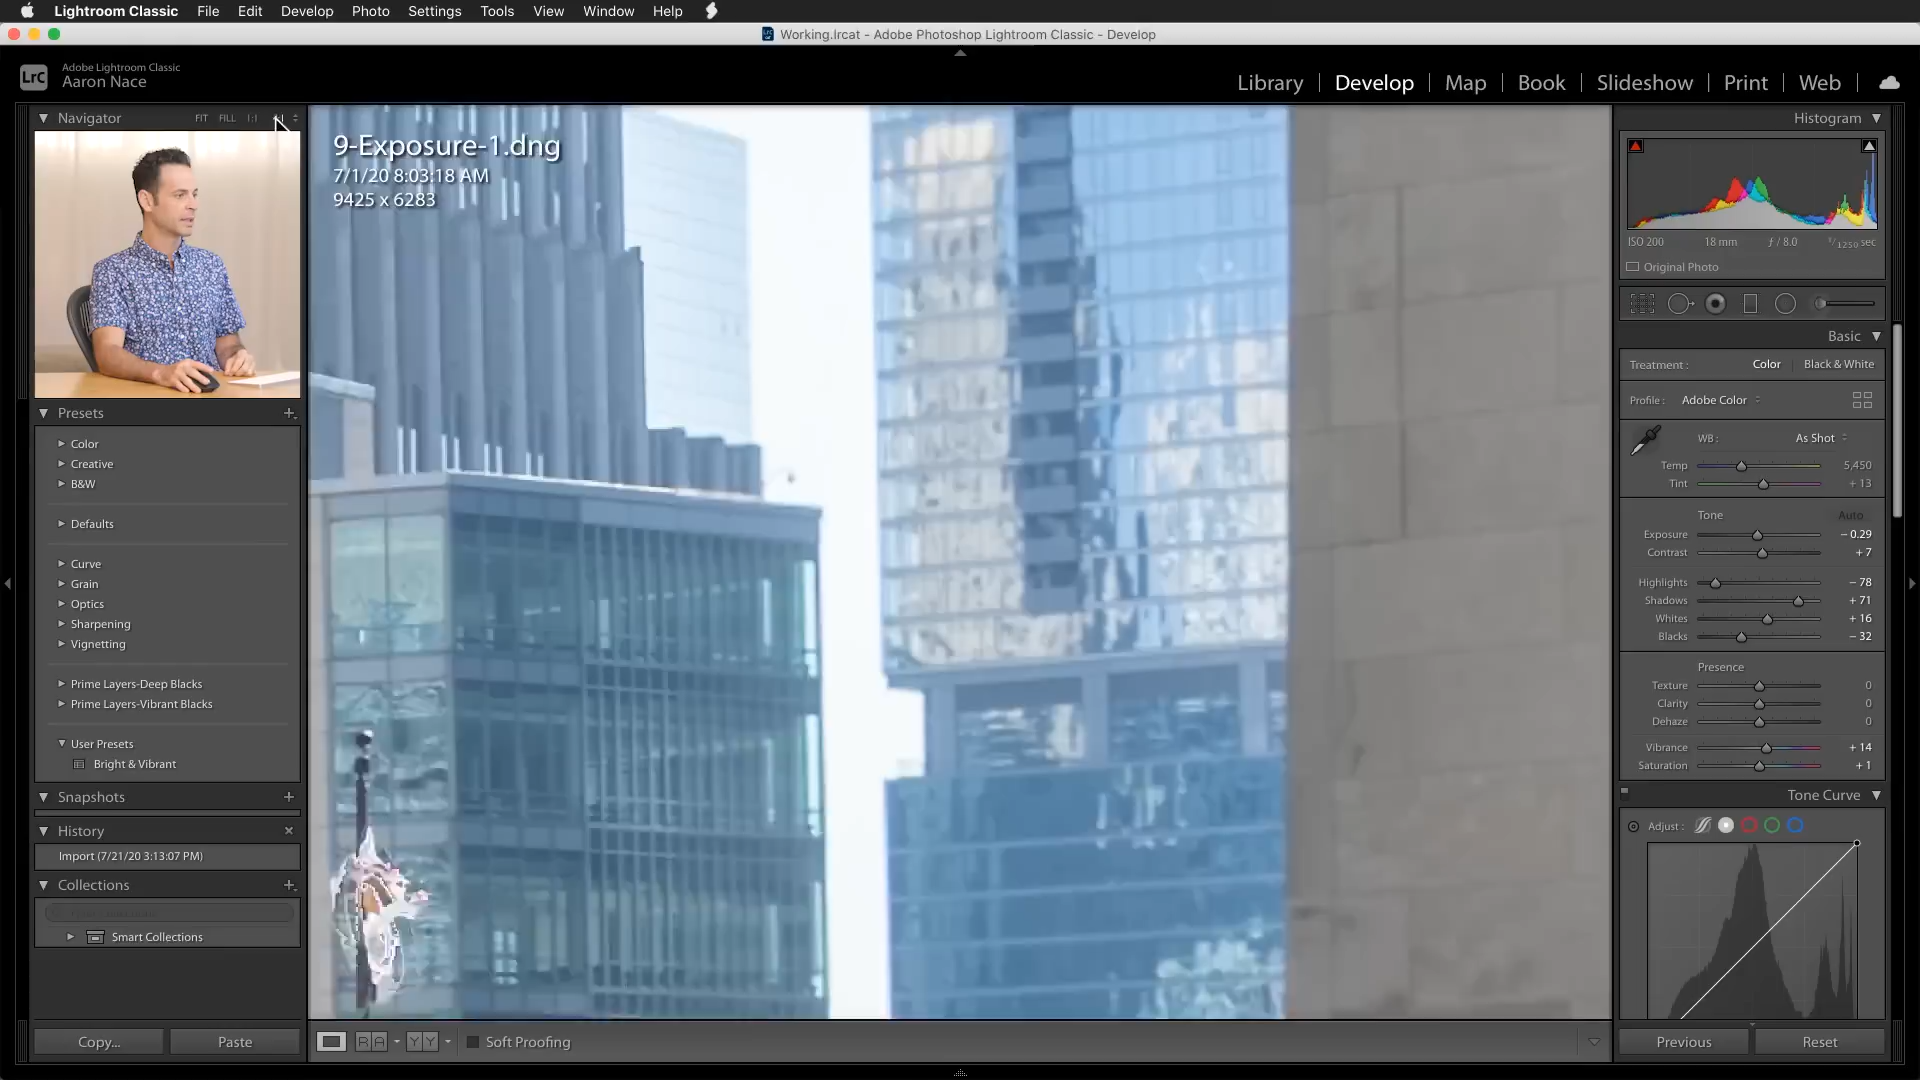 Lightroom Classic File Edit Develop Photo Settings Tools View Window Help
Working.lrcat - Adobe Photoshop Lightroom Classic - Develop
LrC
Adobe Lightroom Classic
Aaron Nace
Library | Develop | Map | Book | Slideshow | Print | Web
Navigator FIT FILL 1:1
9-Exposure-1.dng
7/1/20 8:03:18 AM
9425 x 6283
Presets
Color
Creative
B&W
Defaults
Curve
Grain
Optics
Sharpening
Vignetting
Prime Layers-Deep Blacks
Prime Layers-Vibrant Blacks
User Presets
Bright & Vibrant
Snapshots
History
Import (7/21/20 3:13:07 PM)
Collections
Smart Collections
Copy... Paste
R A Y Y Soft Proofing
Histogram
ISO 200 18 mm ƒ / 8.0 1/1250 sec
Original Photo
Basic
Treatment : Color | Black & White
Profile : Adobe Color
WB : As Shot
Temp 5,450
Tint + 13
Tone Auto
Exposure − 0.29
Contrast + 7
Highlights − 78
Shadows + 71
Whites + 16
Blacks − 32
Presence
Texture 0
Clarity 0
Dehaze 0
Vibrance + 14
Saturation + 1
Tone Curve
Adjust :
Previous Reset